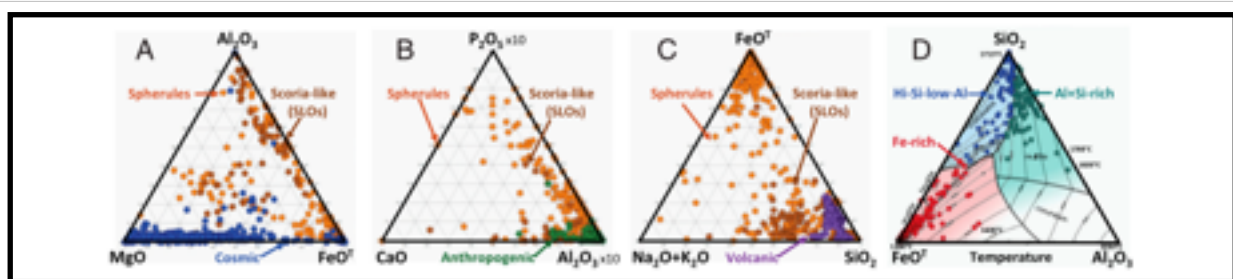 A
Al₂O₃
Spherules
Scoria-like
(SLOs)
MgO
Cosmic
FeOᵀ
B
P₂O₅ x10
Spherules
Scoria-like
(SLOs)
CaO
Anthropogenic
Al₂O₃ x10
C
FeOᵀ
Spherules
Scoria-like
(SLOs)
Na₂O+K₂O
Volcanic
SiO₂
D
SiO₂
Hi-Si-low-Al
Al+Si-rich
Fe-rich
FeOᵀ
Temperature
Al₂O₃